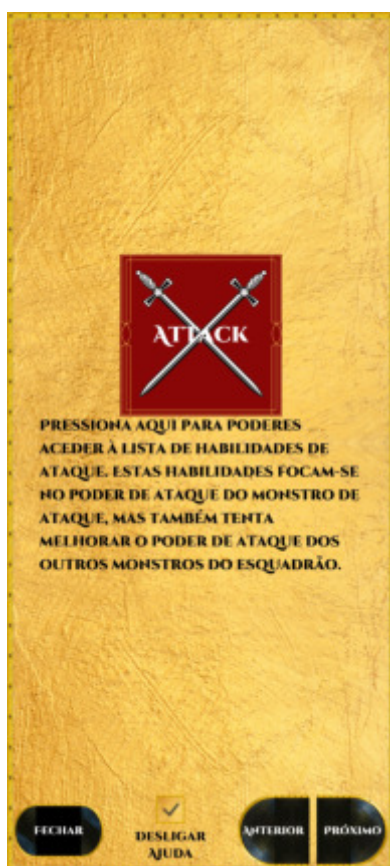 ATTACK
PRESSIONA AQUI PARA PODERES
ACEDER À LISTA DE HABILIDADES DE
ATAQUE. ESTAS HABILIDADES FOCAM-SE
NO PODER DE ATAQUE DO MONSTRO DE
ATAQUE, MAS TAMBÉM TENTA
MELHORAR O PODER DE ATAQUE DOS
OUTROS MONSTROS DO ESQUADRÃO.
FECHAR
DESLIGAR
AJUDA
ANTERIOR
PRÓXIMO